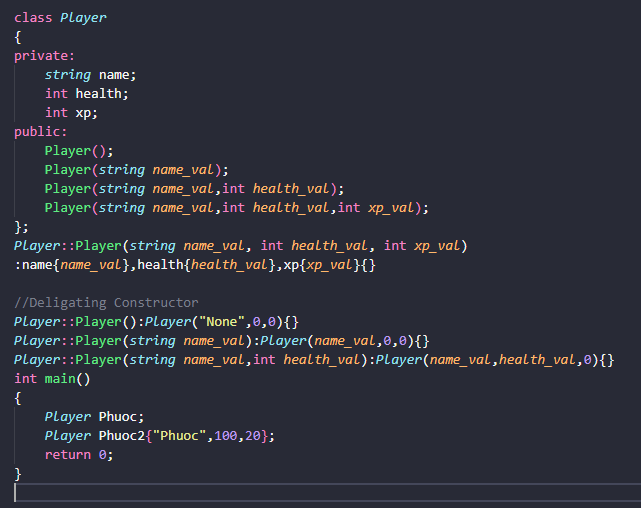 class Player
{
private:
    string name;
    int health;
    int xp;
public:
    Player();
    Player(string name_val);
    Player(string name_val,int health_val);
    Player(string name_val,int health_val,int xp_val);
};
Player::Player(string name_val, int health_val, int xp_val)
:name{name_val},health{health_val},xp{xp_val}{}

//Deligating Constructor
Player::Player():Player("None",0,0){}
Player::Player(string name_val):Player(name_val,0,0){}
Player::Player(string name_val,int health_val):Player(name_val,health_val,0){}
int main()
{
    Player Phuoc;
    Player Phuoc2{"Phuoc",100,20};
    return 0;
}